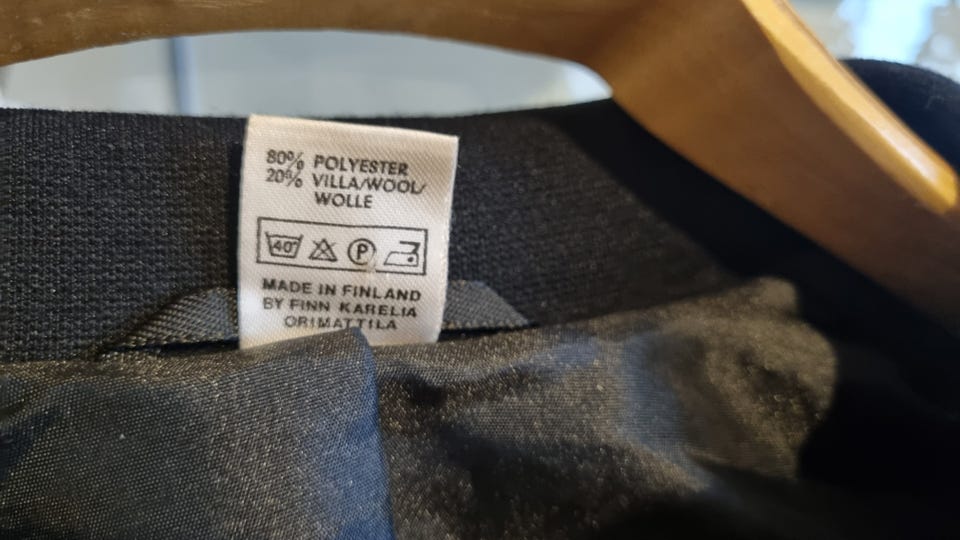 80% POLYESTER
20% VILLA/WOOL/
WOLLE
40° P
MADE IN FINLAND
BY FINN KARELIA
ORIMATTILA